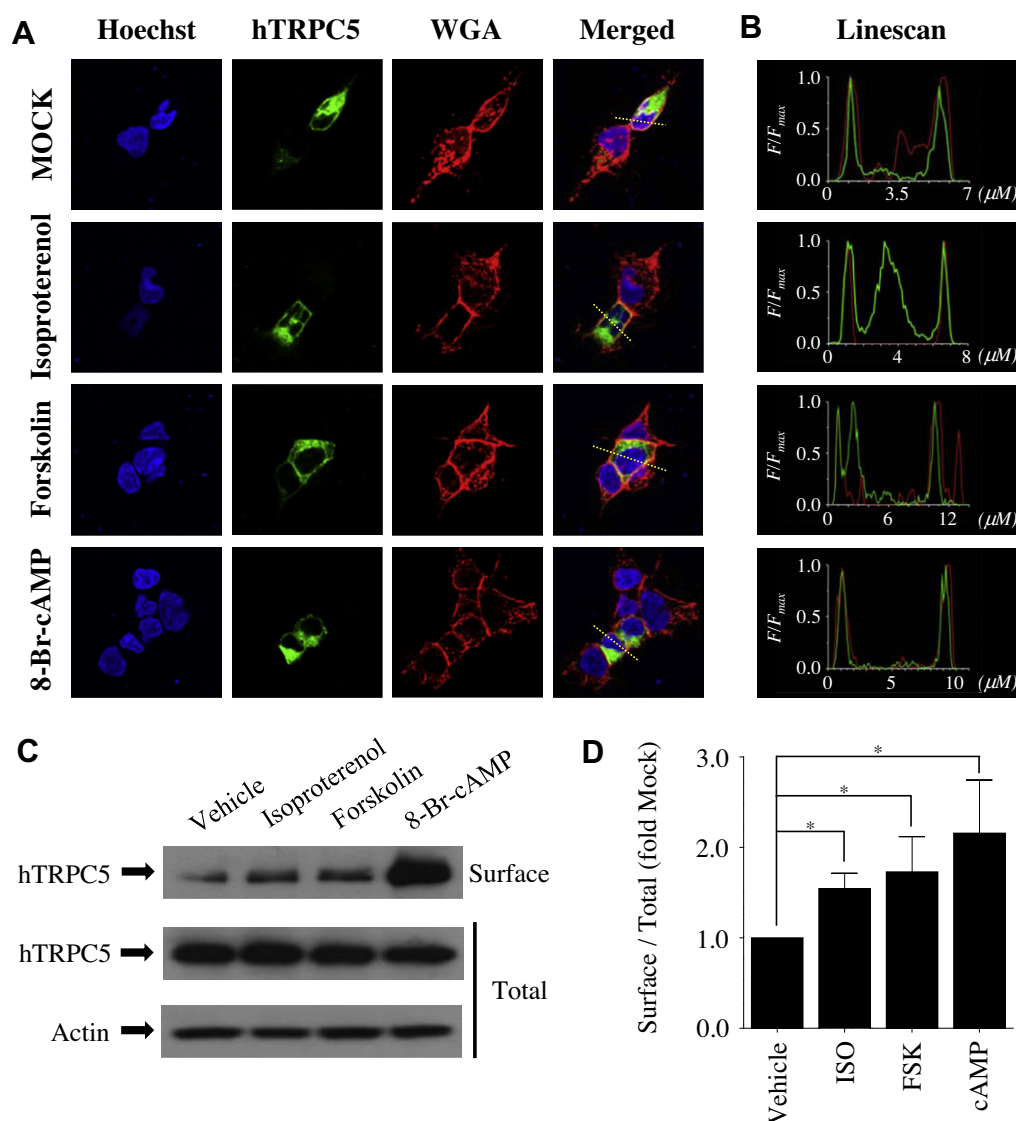 A
Hoechst hTRPC5 WGA Merged
MOCK
Isoproterenol
Forskolin
8-Br-cAMP
B
Linescan
F/Fmax
1.0
0.5
0.0
0 3.5 7 (μM)
F/Fmax
1.0
0.5
0.0
0 4 8 (μM)
F/Fmax
1.0
0.5
0.0
0 6 12 (μM)
F/Fmax
1.0
0.5
0.0
0 5 10 (μM)
C
Vehicle Isoproterenol Forskolin 8-Br-cAMP
hTRPC5 Surface
hTRPC5
Total
Actin
D
Surface / Total (fold Mock)
3.0
2.0
1.0
0.0
*
*
*
Vehicle ISO FSK cAMP